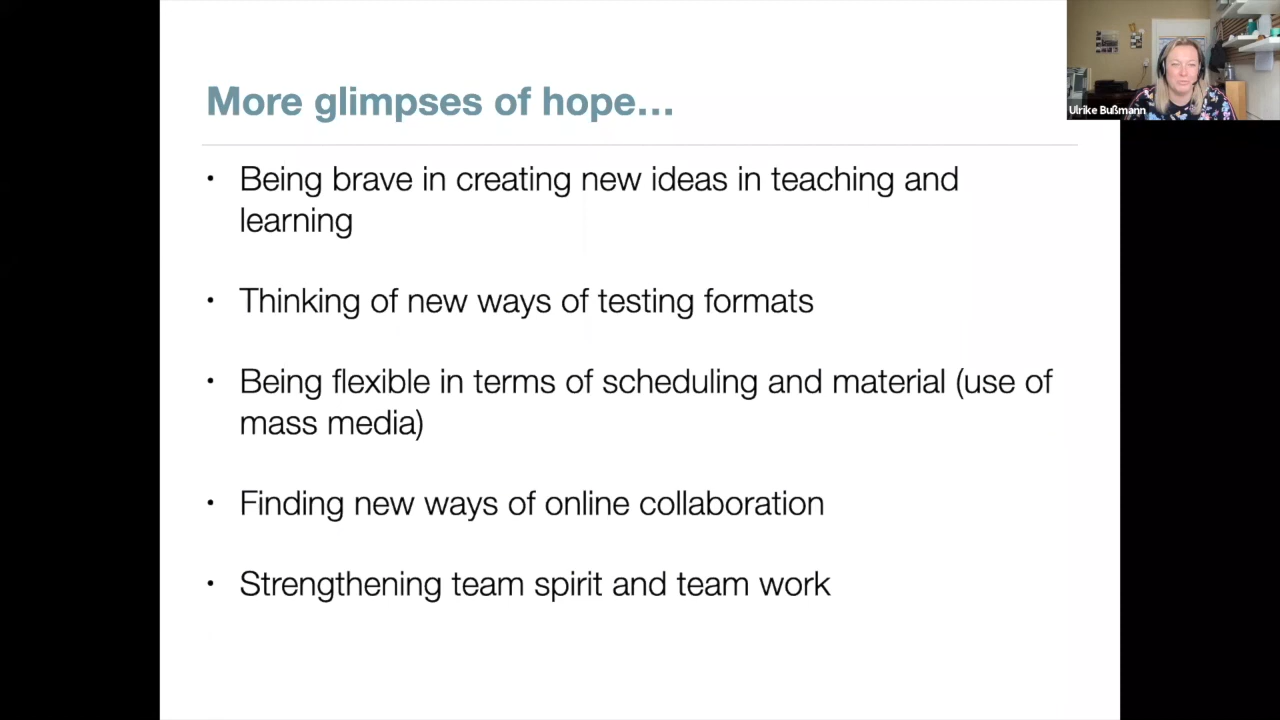 More glimpses of hope...
Ulrike Bußmann
• Being brave in creating new ideas in teaching and
learning
• Thinking of new ways of testing formats
• Being flexible in terms of scheduling and material (use of
mass media)
• Finding new ways of online collaboration
• Strengthening team spirit and team work